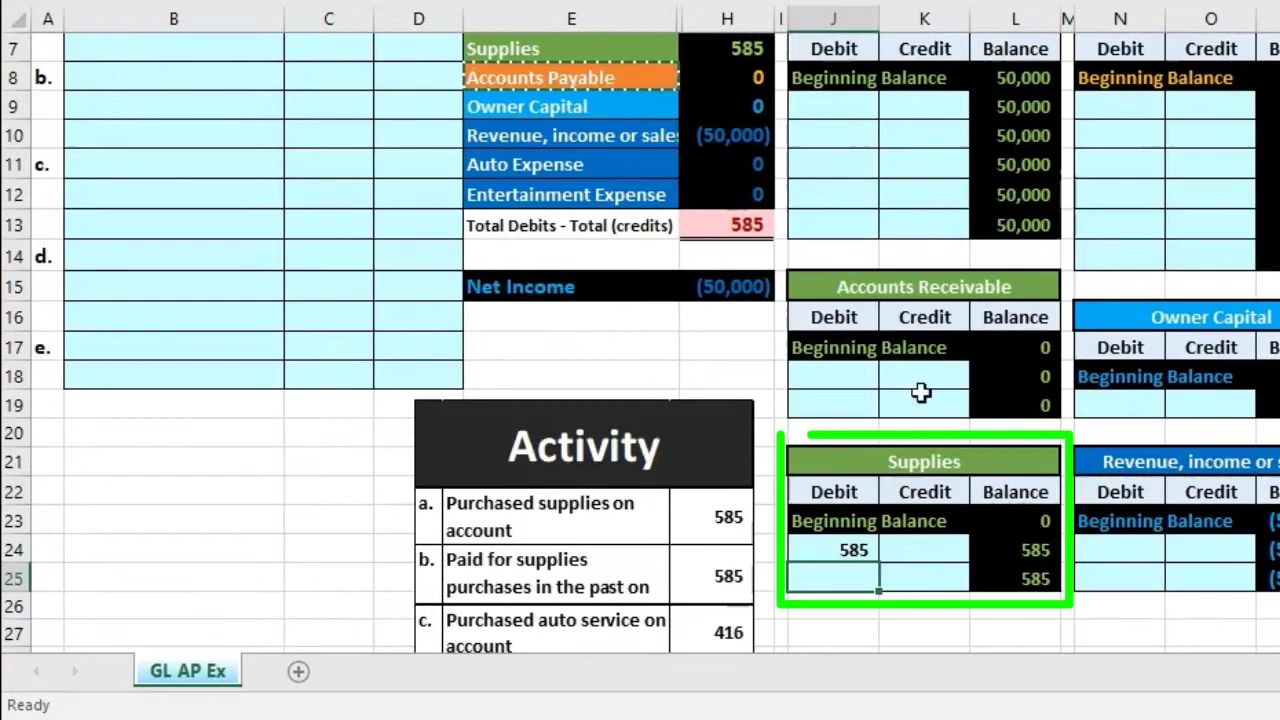 A B C D E H I J K L M N O
7 Supplies 585 Debit Credit Balance Debit Credit
8 b. Accounts Payable 0 Beginning Balance 50,000 Beginning Balance
9 Owner Capital 0 50,000
10 Revenue, income or sales (50,000) 50,000
11 c. Auto Expense 0 50,000
12 Entertainment Expense 0 50,000
13 Total Debits - Total (credits) 585 50,000
14 d.
15 Net Income (50,000) Accounts Receivable
16 Debit Credit Balance Owner Capital
17 e. Beginning Balance 0 Debit Credit
18 0 Beginning Balance
19 0
20
21 Supplies Revenue, income or
22 Debit Credit Balance Debit Credit
23 Beginning Balance 0 Beginning Balance
24 585 585
25 585
26
27
Activity
a. Purchased supplies on
account 585
b. Paid for supplies
purchases in the past on 585
c. Purchased auto service on
account 416
GL AP Ex
Ready